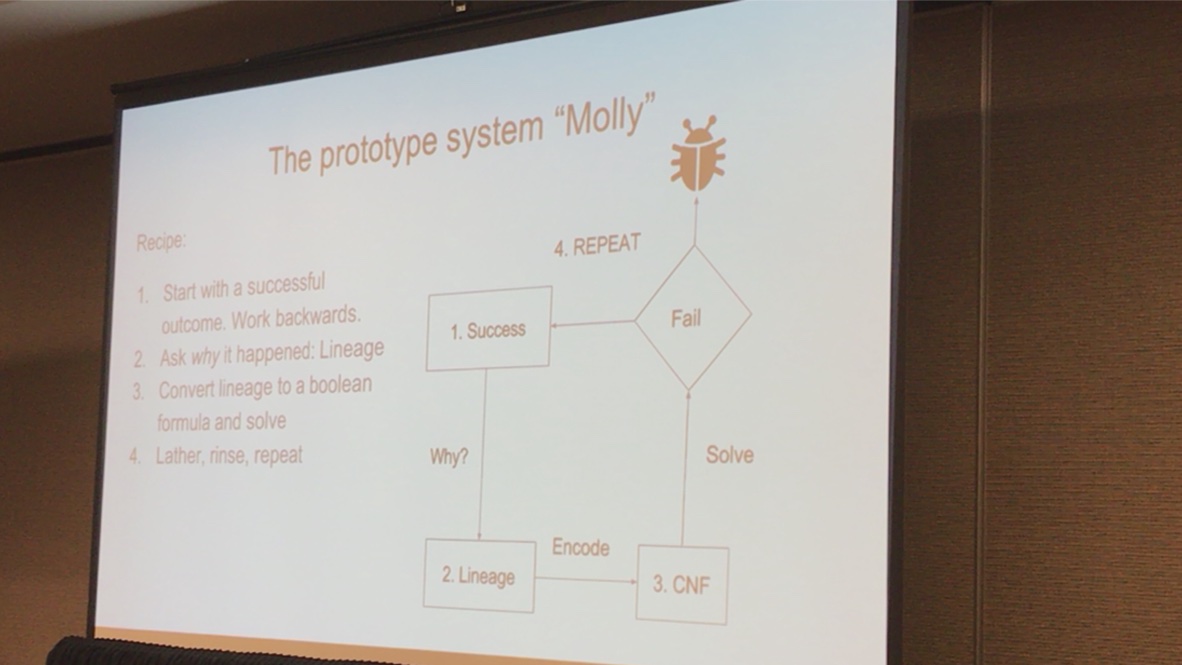 The prototype system “Molly”
Recipe:
1. Start with a successful
outcome. Work backwards.
2. Ask why it happened: Lineage
3. Convert lineage to a boolean
formula and solve
4. Lather, rinse, repeat
4. REPEAT
1. Success
Fail
Why?
Solve
2. Lineage
Encode
3. CNF